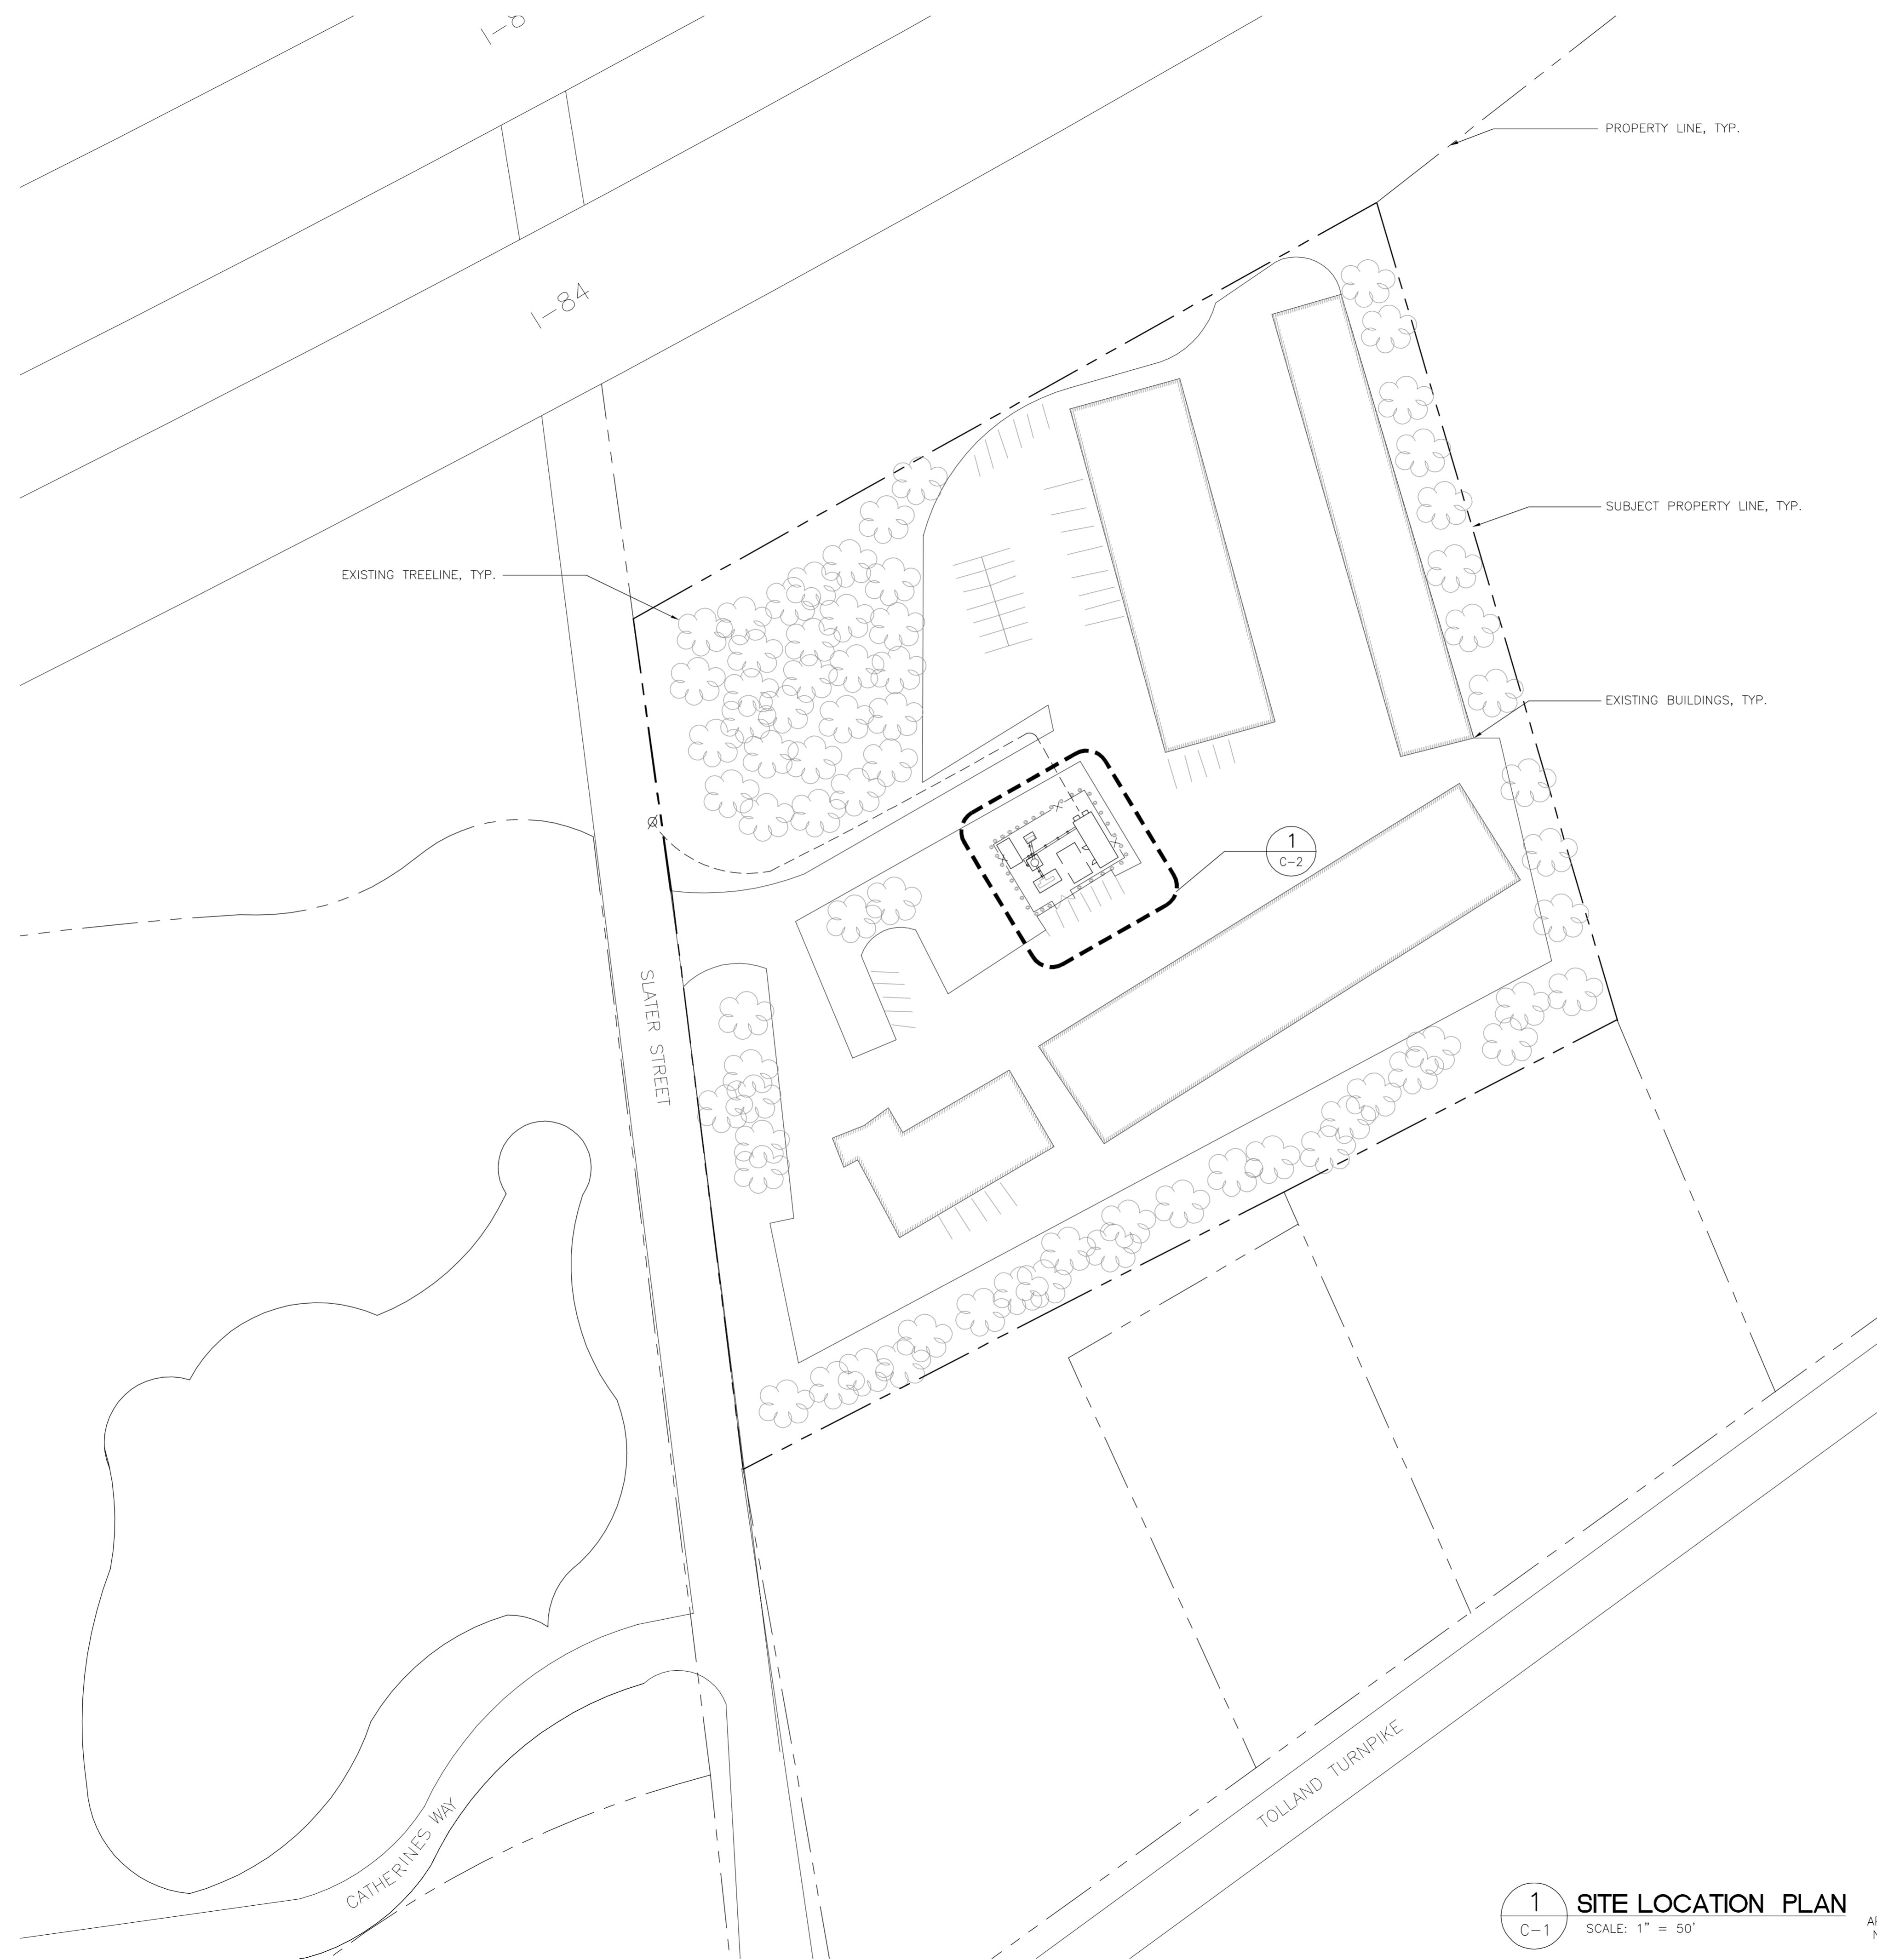 I-8
PROPERTY LINE, TYP.
I-84
SUBJECT PROPERTY LINE, TYP.
EXISTING TREELINE, TYP.
EXISTING BUILDINGS, TYP.
1
C-2
SLATER STREET
TOLLAND TURNPIKE
CATHERINES WAY
1
C-1
SITE LOCATION PLAN
SCALE: 1" = 50'